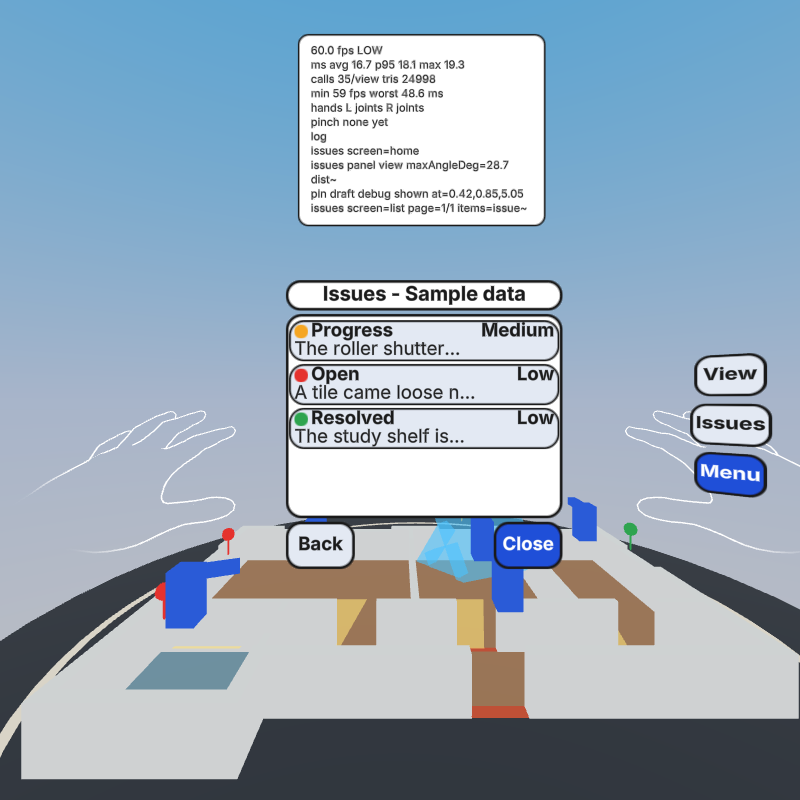 60.0 fps LOW
ms avg 16.7 p95 18.1 max 19.3
calls 35/view tris 24998
min 59 fps worst 48.6 ms
hands L joints R joints
pinch none yet
log
issues screen=home
issues panel view maxAngleDeg=28.7
dist~
pin draft debug shown at=0.42,0.85,5.05
issues screen=list page=1/1 items=issue~
Issues - Sample data
Progress Medium
The roller shutter...
Open Low
A tile came loose n...
Resolved Low
The study shelf is...
Back Close
View
Issues
Menu